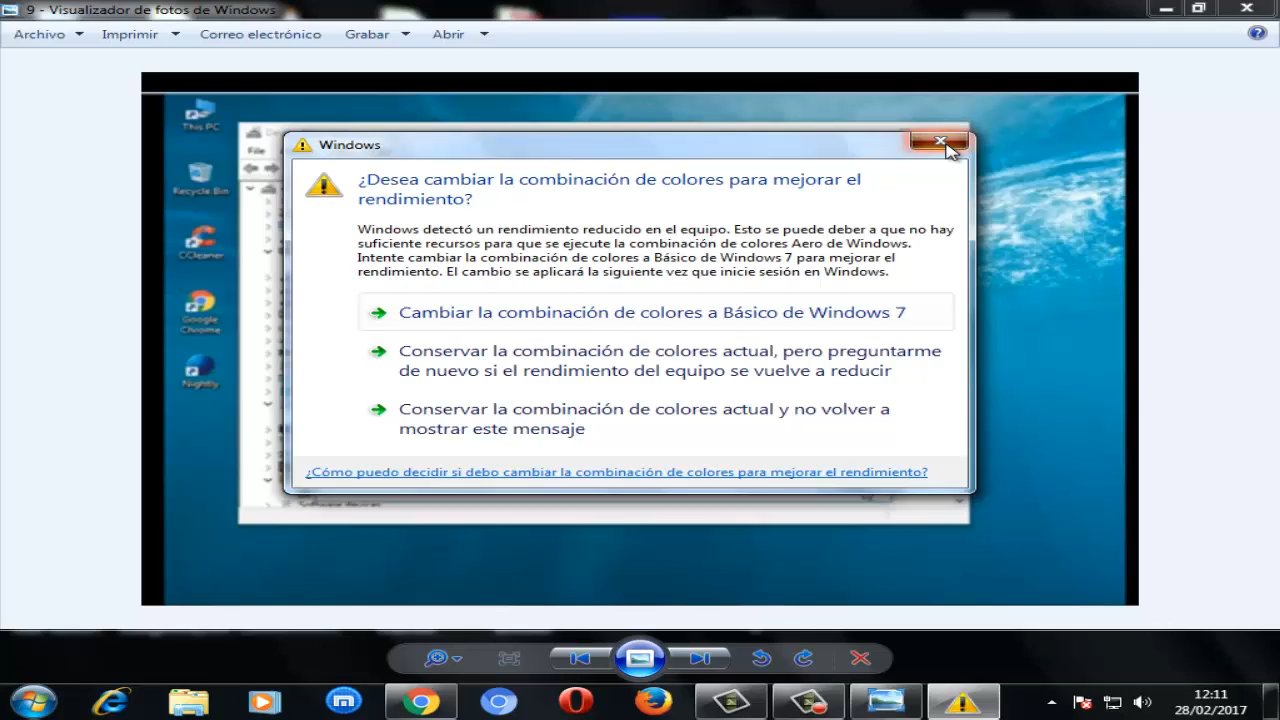 9 - Visualizador de fotos de Windows
Archivo Imprimir Correo electrónico Grabar Abrir
This PC
Recycle Bin
CCleaner
Google
Chrome
Nightly
File
Windows
¿Desea cambiar la combinación de colores para mejorar el
rendimiento?
Windows detectó un rendimiento reducido en el equipo. Esto se puede deber a que no hay
suficiente recursos para que se ejecute la combinación de colores Aero de Windows.
Intente cambiar la combinación de colores a Básico de Windows 7 para mejorar el
rendimiento. El cambio se aplicará la siguiente vez que inicie sesión en Windows.
Cambiar la combinación de colores a Básico de Windows 7
Conservar la combinación de colores actual, pero preguntarme
de nuevo si el rendimiento del equipo se vuelve a reducir
Conservar la combinación de colores actual y no volver a
mostrar este mensaje
¿Cómo puedo decidir si debo cambiar la combinación de colores para mejorar el rendimiento?
Software devices
12:11
28/02/2017